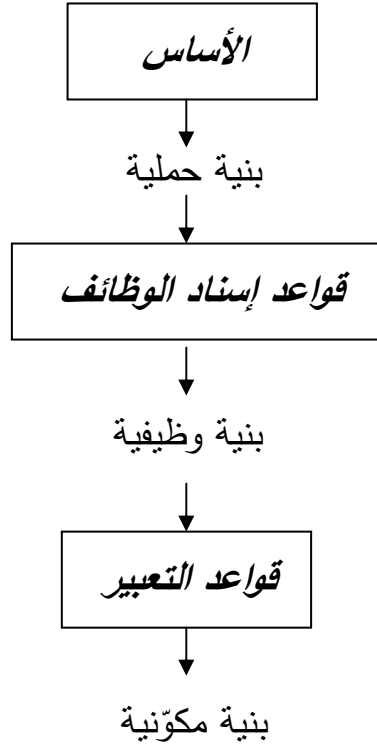 الأساس
بنية حملية
قواعد إسناد الوظائف
بنية وظيفية
قواعد التعبير
بنية مكوّنية